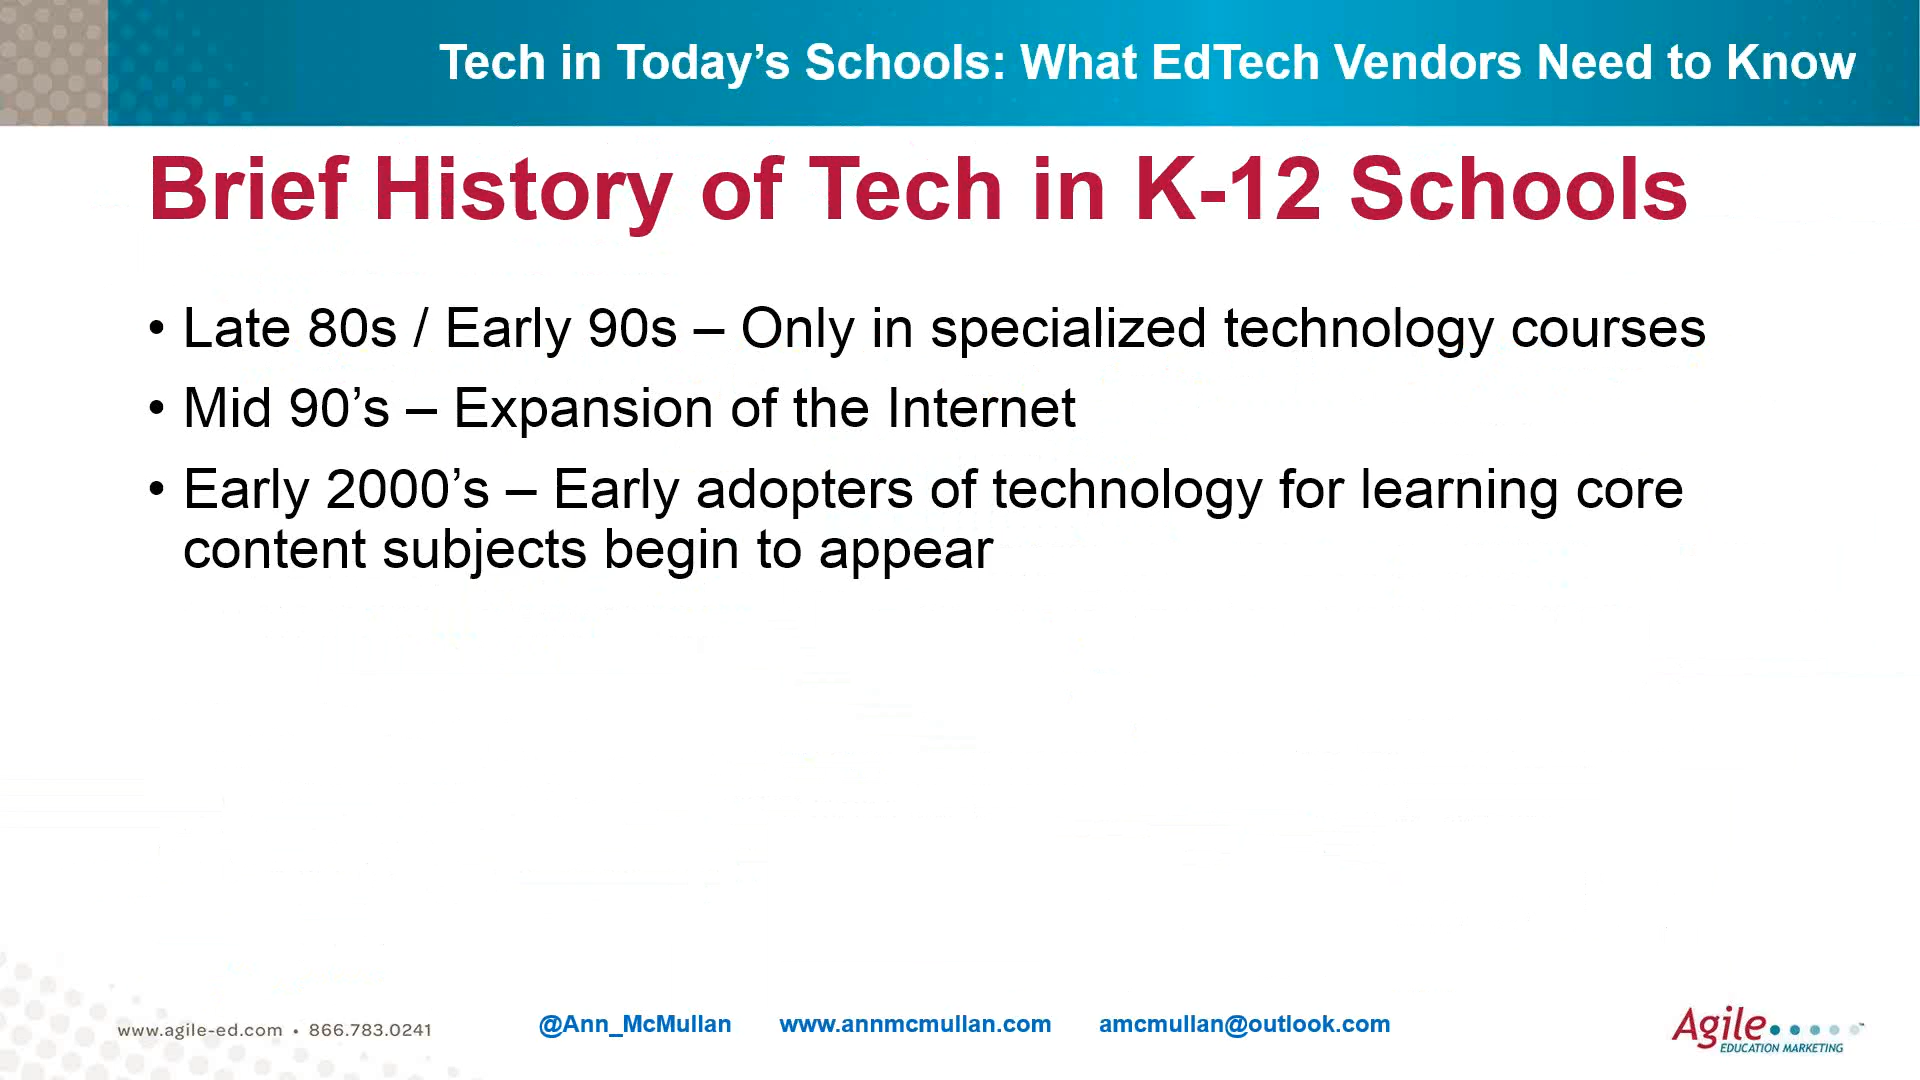 Tech in Today’s Schools: What EdTech Vendors Need to Know
Brief History of Tech in K-12 Schools
• Late 80s / Early 90s – Only in specialized technology courses
• Mid 90’s – Expansion of the Internet
• Early 2000’s – Early adopters of technology for learning core
content subjects begin to appear
www.agile-ed.com • 866.783.0241
@Ann_McMullan www.annmcmullan.com amcmullan@outlook.com
Agile
EDUCATION MARKETING